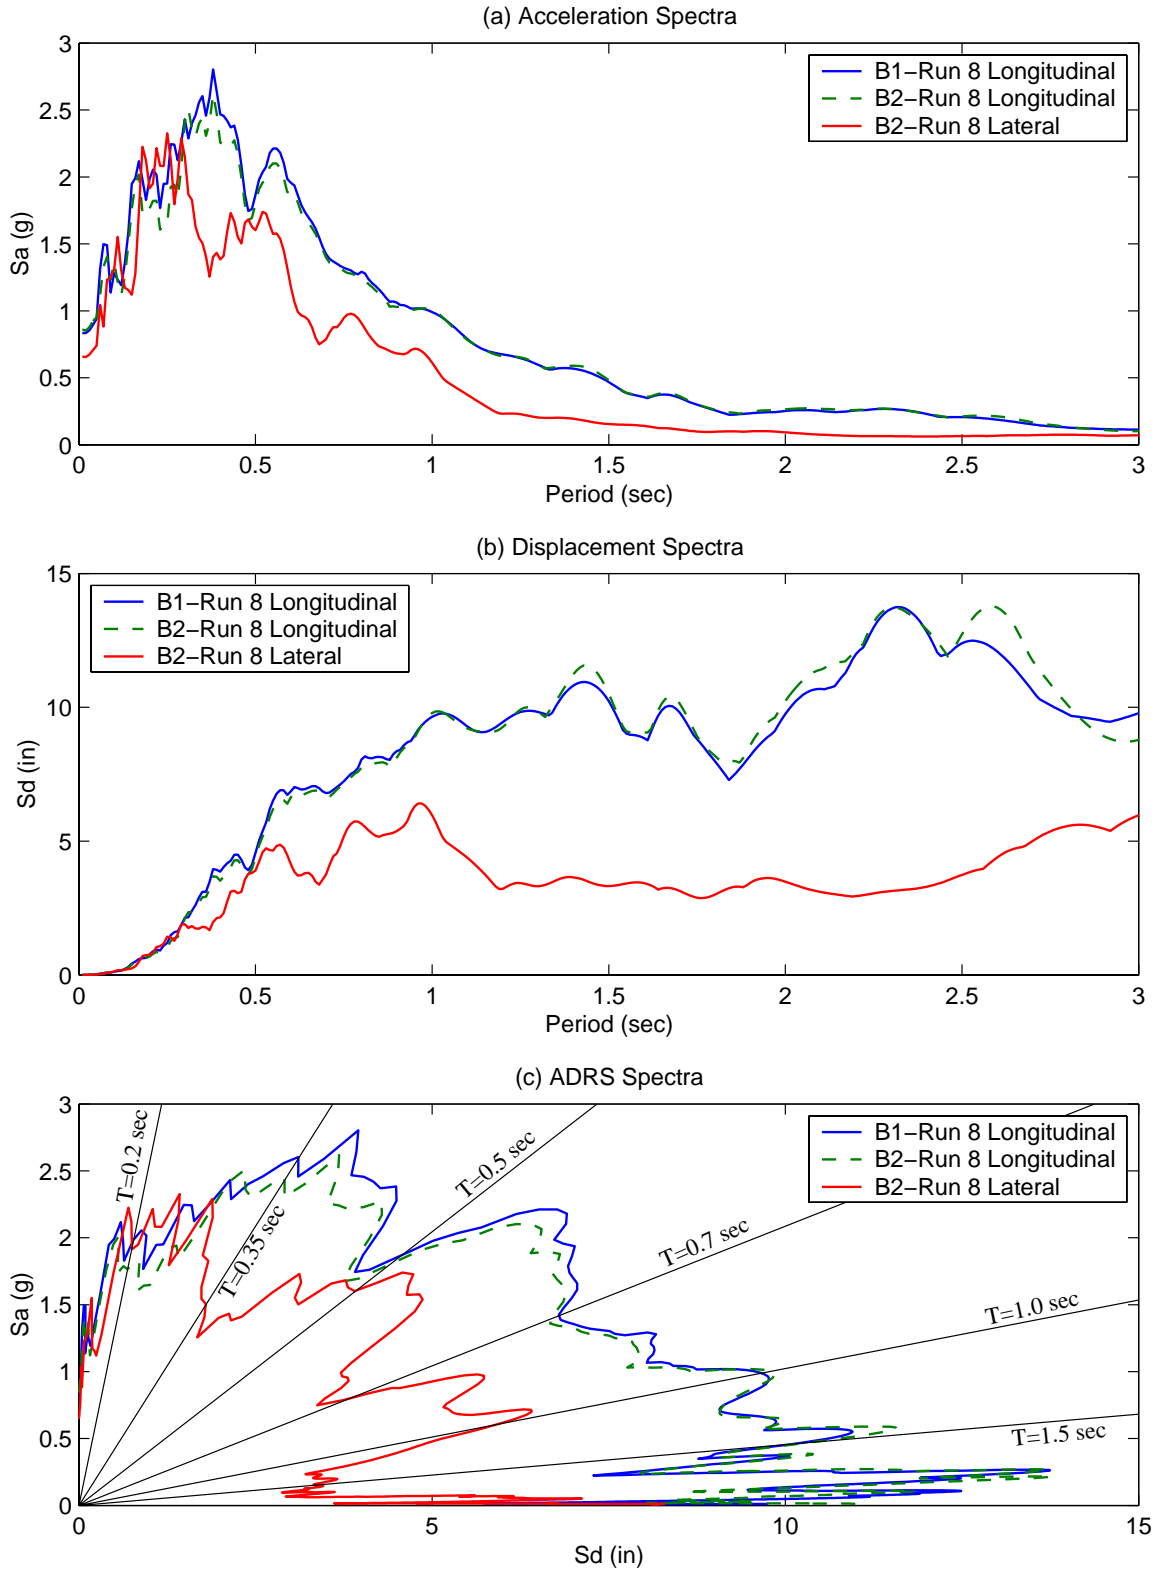 (a) Acceleration Spectra
3
2.5
2
1.5
1
0.5
0
Sa (g)
B1−Run 8 Longitudinal
B2−Run 8 Longitudinal
B2−Run 8 Lateral
0 0.5 1 1.5 2 2.5 3
Period (sec)
(b) Displacement Spectra
15
10
5
0
Sd (in)
B1−Run 8 Longitudinal
B2−Run 8 Longitudinal
B2−Run 8 Lateral
0 0.5 1 1.5 2 2.5 3
Period (sec)
(c) ADRS Spectra
3
2.5
2
1.5
1
0.5
0
Sa (g)
T=0.2 sec
T=0.35 sec
T=0.5 sec
T=0.7 sec
T=1.0 sec
T=1.5 sec
B1−Run 8 Longitudinal
B2−Run 8 Longitudinal
B2−Run 8 Lateral
0 5 10 15
Sd (in)